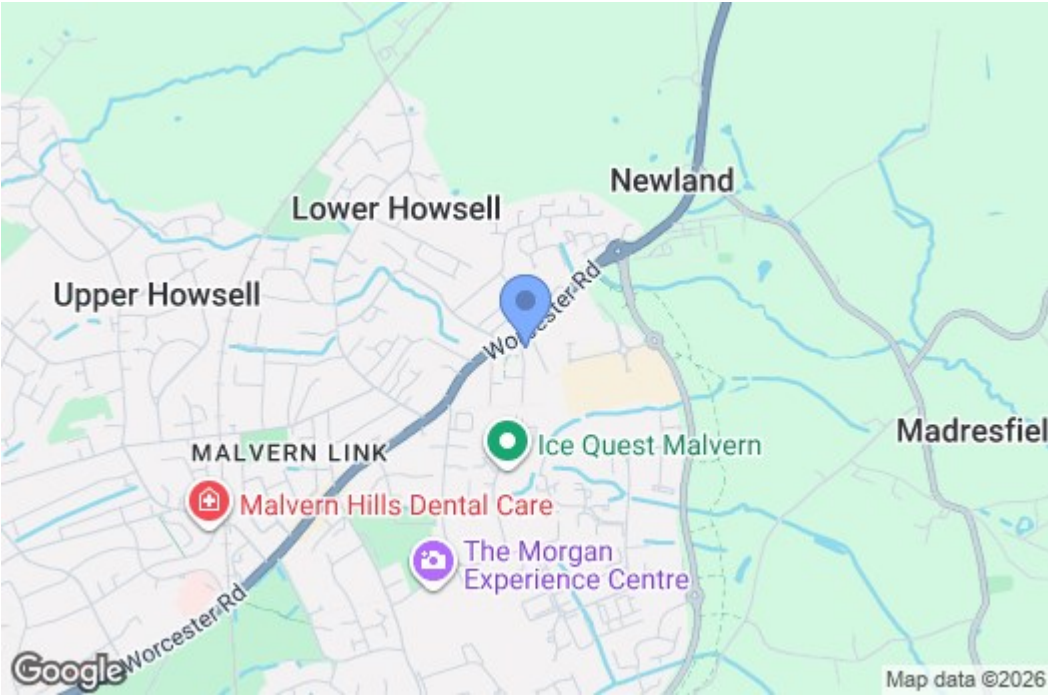 Newland
Lower Howsell
Upper Howsell
Worcester Rd
Madresfiel
Ice Quest Malvern
MALVERN LINK
Malvern Hills Dental Care
The Morgan
Experience Centre
Worcester Rd
Google
Map data ©2026